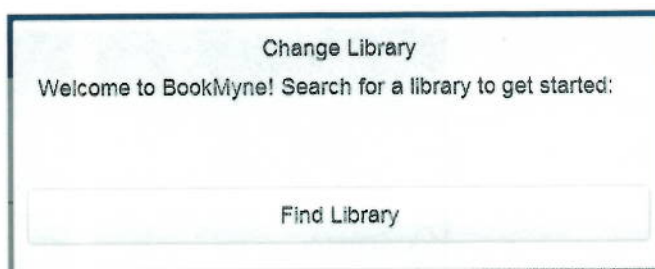 Change Library
Welcome to BookMyne! Search for a library to get started:
Find Library